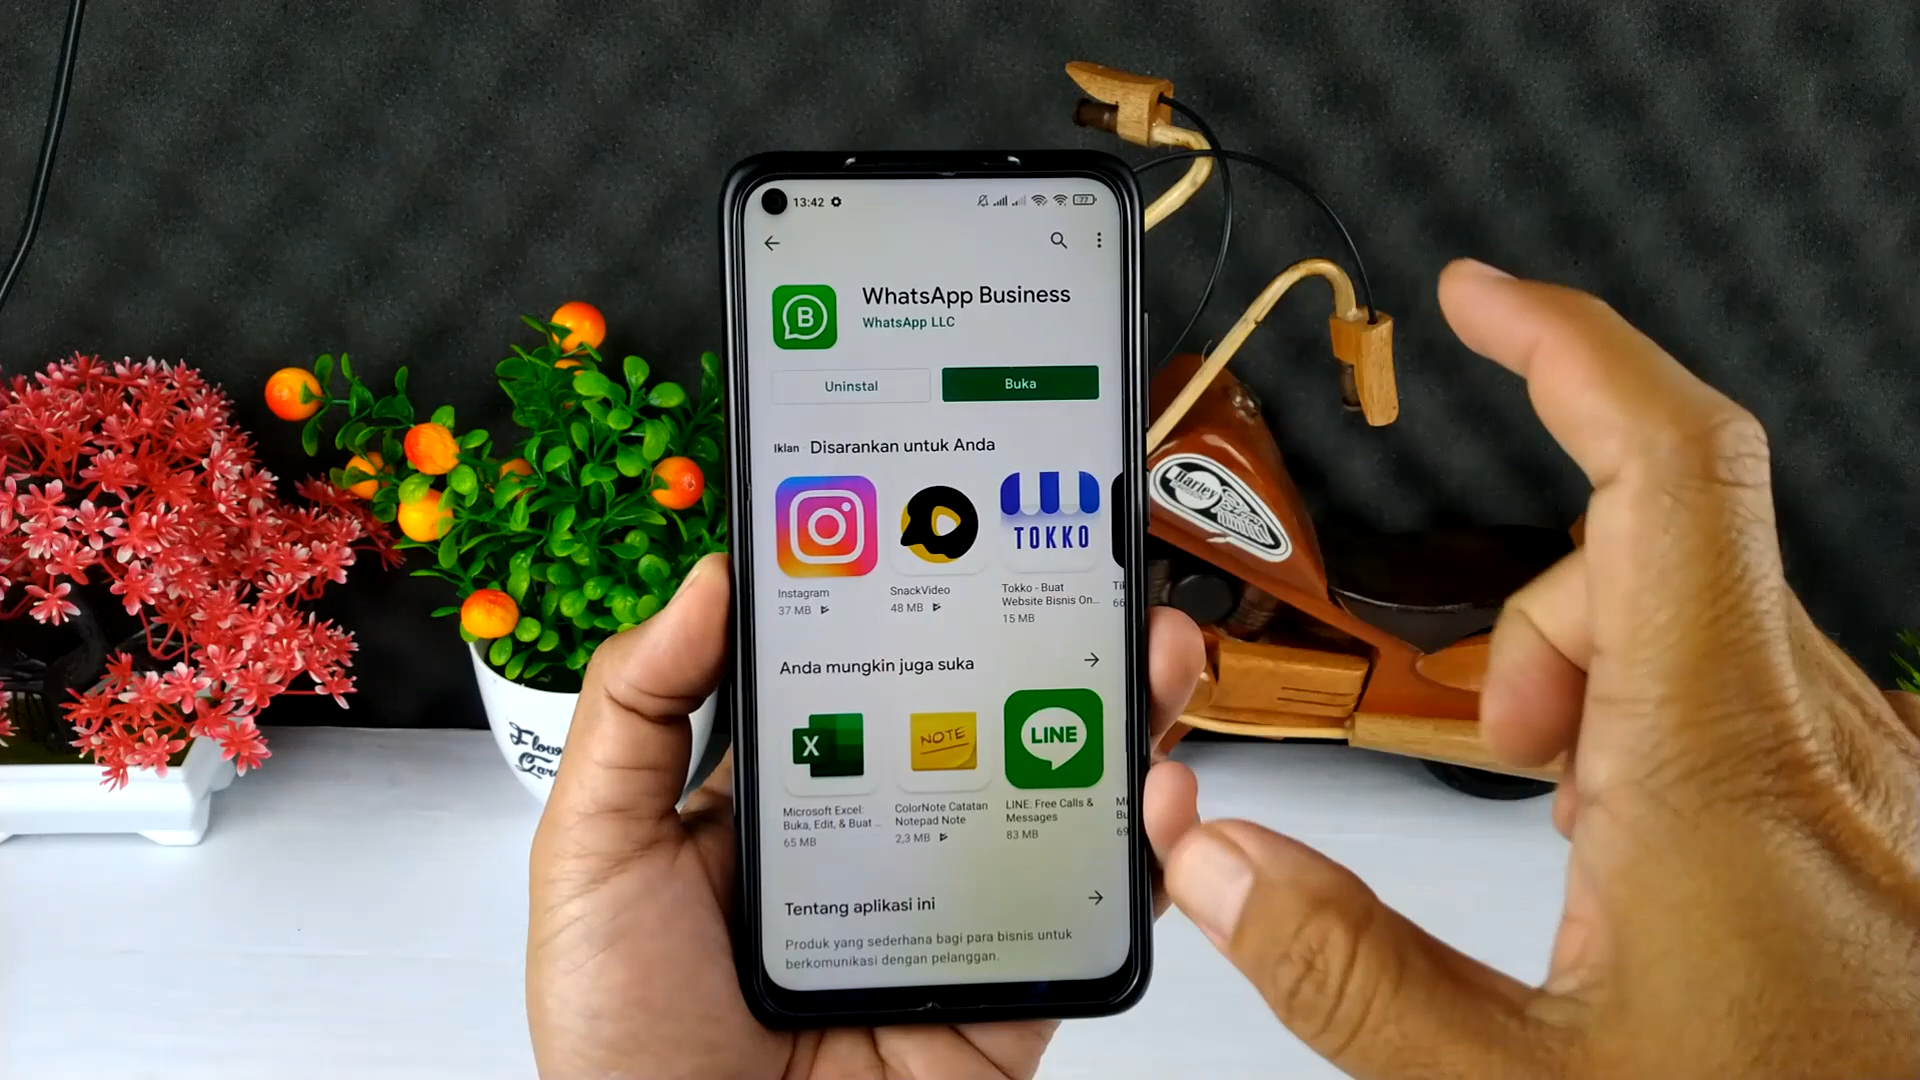 13:42
77
WhatsApp Business
WhatsApp LLC
B
Uninstal
Buka
Iklan · Disarankan untuk Anda
TOKKO
Instagram
37 MB
SnackVideo
48 MB
Tokko - Buat
Website Bisnis On...
15 MB
Anda mungkin juga suka
X
NOTE
LINE
Microsoft Excel:
Buka, Edit, & Buat ...
65 MB
ColorNote Catatan
Notepad Note
2,3 MB
LINE: Free Calls &
Messages
83 MB
Tentang aplikasi ini
Produk yang sederhana bagi para bisnis untuk
berkomunikasi dengan pelanggan.
Harley